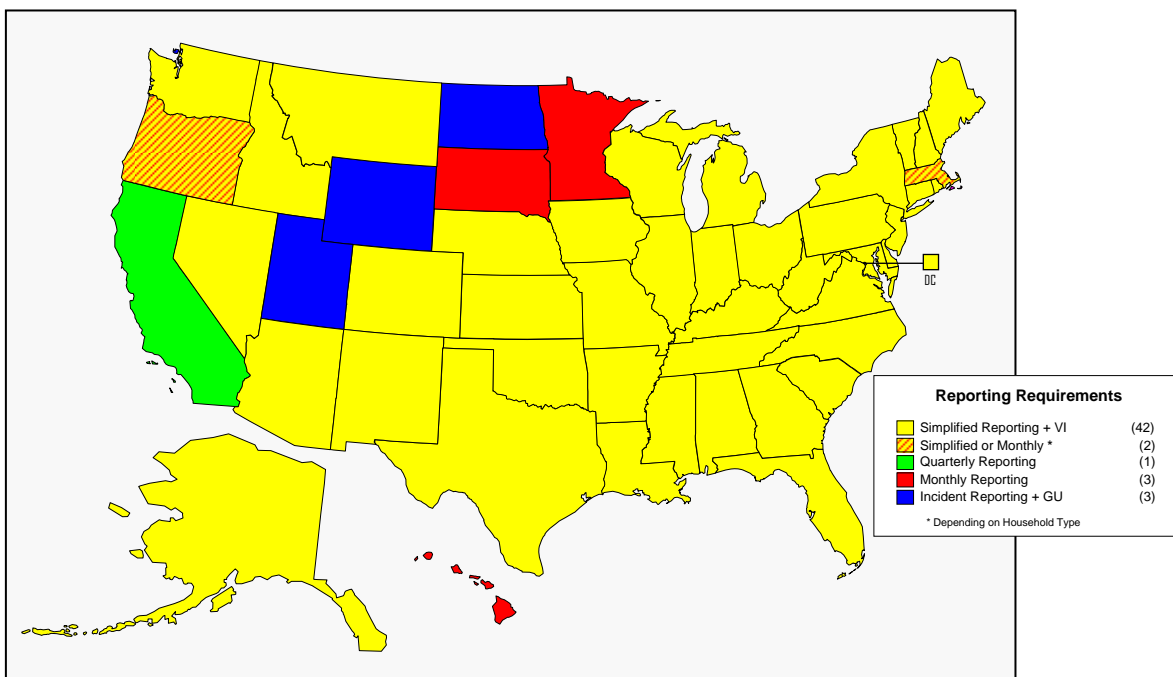 DC
Reporting Requirements
Simplified Reporting + VI (42)
Simplified or Monthly * (2)
Quarterly Reporting (1)
Monthly Reporting (3)
Incident Reporting + GU (3)
* Depending on Household Type